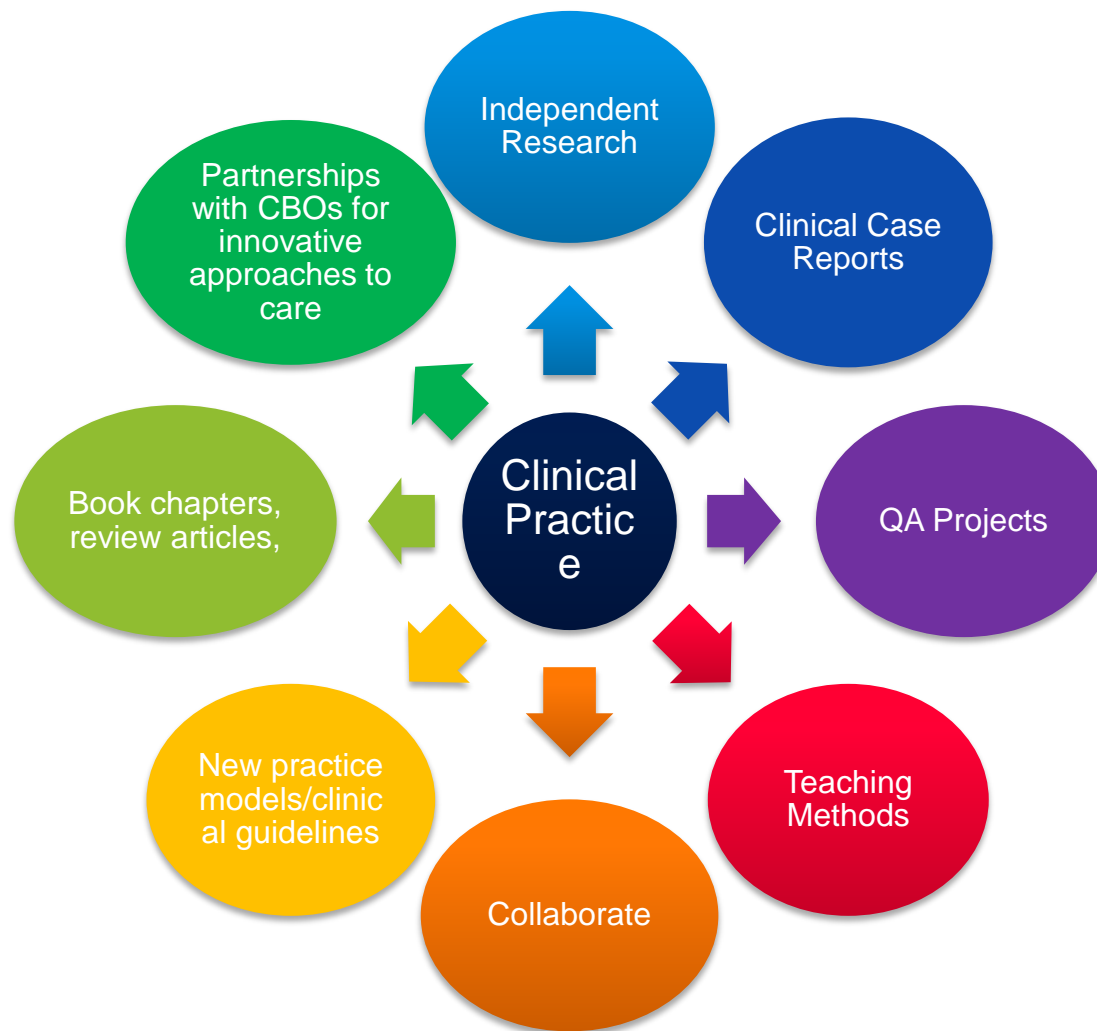 Independent
Research
Clinical Case
Reports
QA Projects
Teaching
Methods
Collaborate
New practice
models/clinic
al guidelines
Book chapters,
review articles,
Partnerships
with CBOs for
innovative
approaches to
care
Clinical
Practic
e